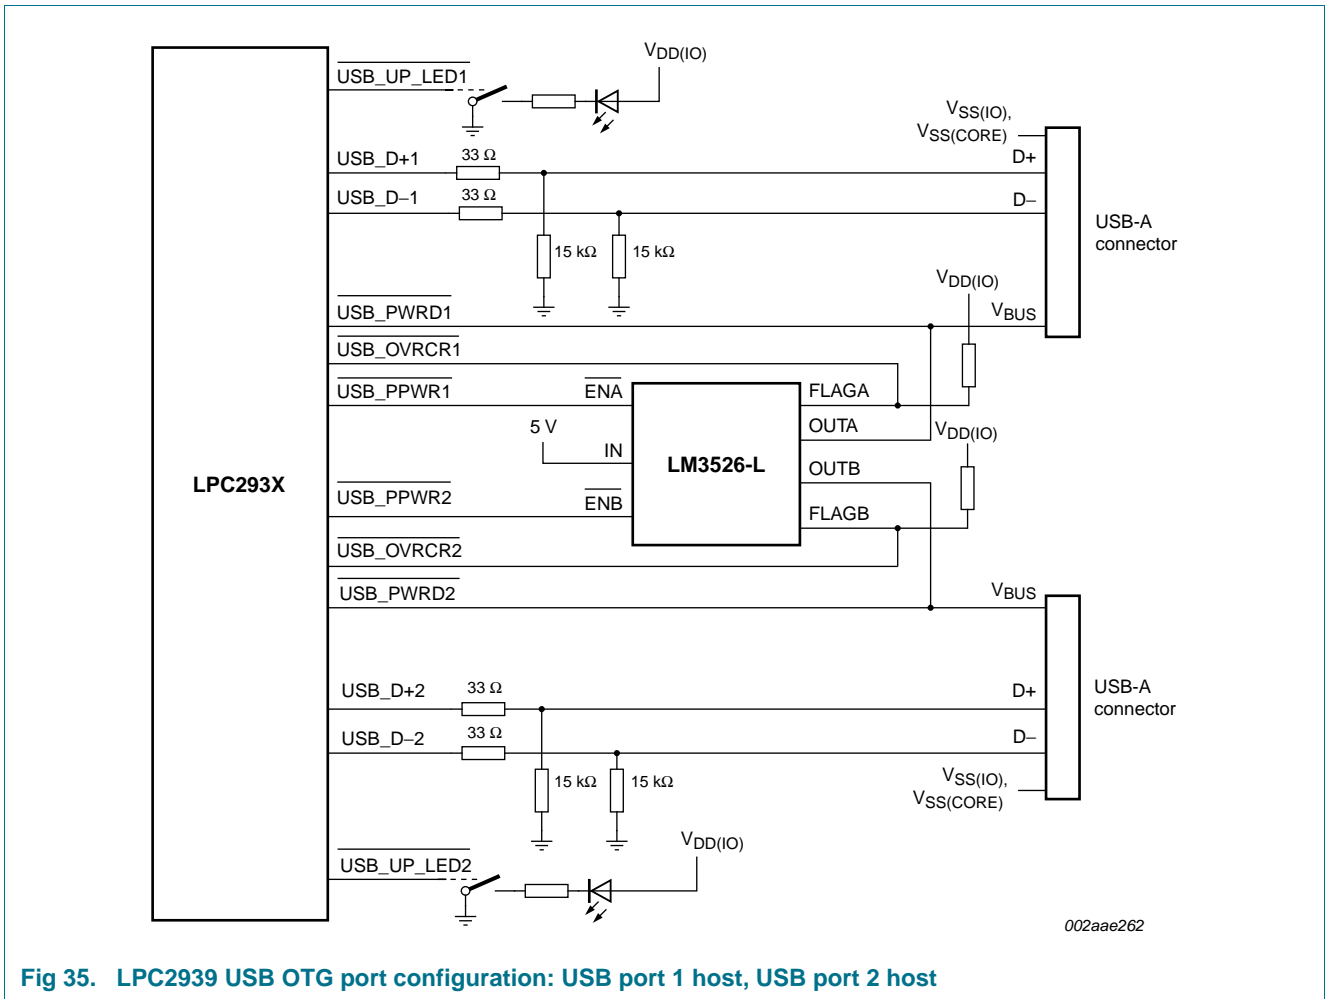 USB_UP_LED1
VDD(IO)
VSS(IO),
VSS(CORE)
USB_D+1
33 Ω
D+
USB_D−1
33 Ω
D−
USB-A
connector
15 kΩ
15 kΩ
VDD(IO)
USB_PWRD1
VBUS
USB_OVRCR1
USB_PPWR1
ENA
FLAGA
5 V
OUTA
VDD(IO)
IN
LM3526-L
LPC293X
OUTB
USB_PPWR2
ENB
FLAGB
USB_OVRCR2
USB_PWRD2
VBUS
USB_D+2
33 Ω
D+
USB-A
connector
USB_D−2
33 Ω
D−
15 kΩ
15 kΩ
VSS(IO),
VSS(CORE)
VDD(IO)
USB_UP_LED2
002aae262
Fig 35. LPC2939 USB OTG port configuration: USB port 1 host, USB port 2 host